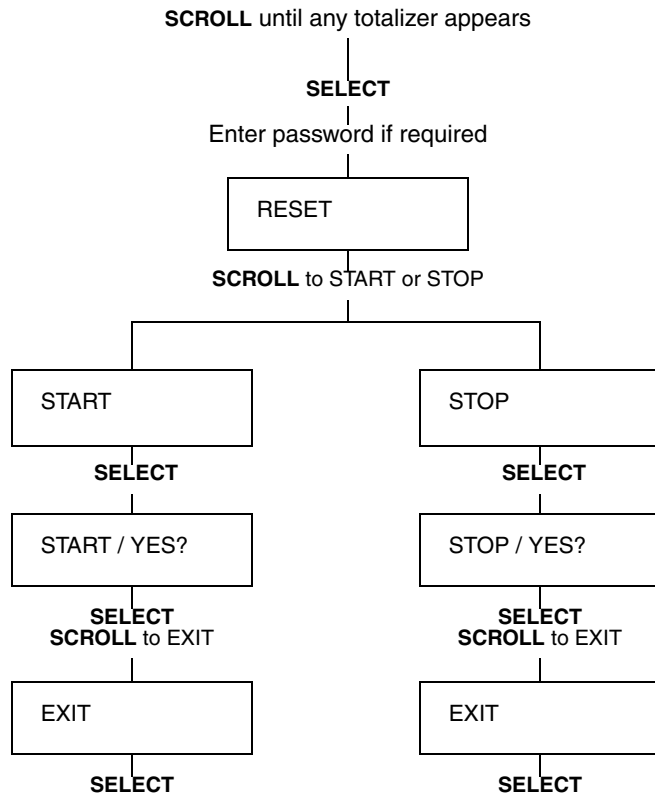 SCROLL until any totalizer appears
SELECT
Enter password if required
RESET
SCROLL to START or STOP
START
STOP
SELECT
SELECT
START / YES?
STOP / YES?
SELECT
SCROLL to EXIT
SELECT
SCROLL to EXIT
EXIT
EXIT
SELECT
SELECT